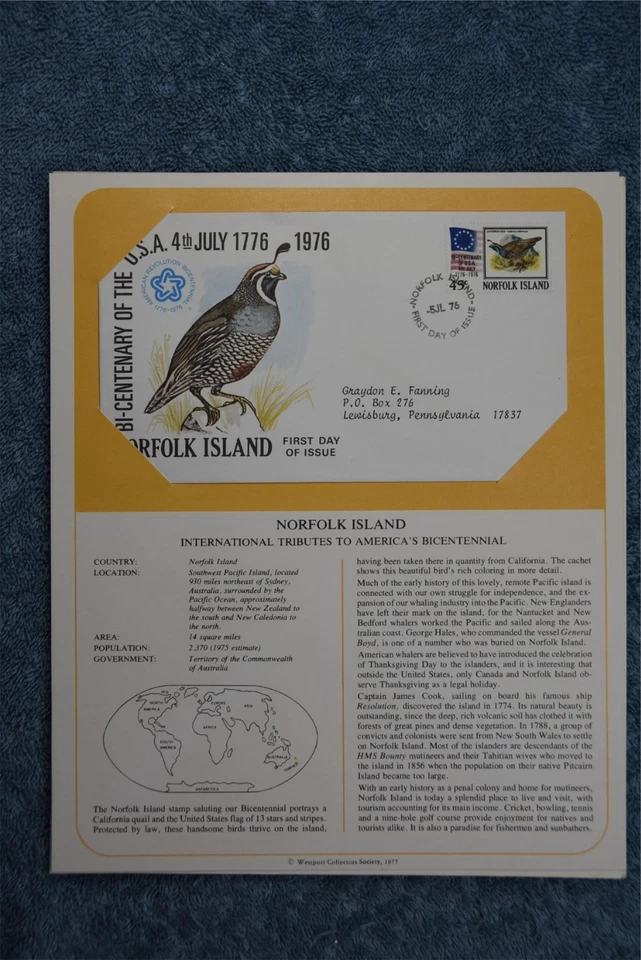 BI-CENTENARY OF THE U.S.A. 4th JULY 1776 1976
AMERICAN REVOLUTION BICENTENNIAL
1776-1976
BI-CENTENARY
OF USA
4th JULY
1776-1976
45c
NORFOLK ISLAND
NORFOLK ISLAND
5JL 76
FIRST DAY OF ISSUE
Graydon E. Fanning
P.O. Box 276
Lewisburg, Pennsylvania 17837
ORFOLK ISLAND FIRST DAY
OF ISSUE
NORFOLK ISLAND
INTERNATIONAL TRIBUTES TO AMERICA'S BICENTENNIAL
COUNTRY: Norfolk Island
LOCATION: Southwest Pacific Island, located
930 miles northeast of Sydney,
Australia, surrounded by the
Pacific Ocean, approximately
halfway between New Zealand to
the south and New Caledonia to
the north.
AREA: 14 square miles
POPULATION: 2,370 (1975 estimate)
GOVERNMENT: Territory of the Commonwealth
of Australia
NORTH
AMERICA
EUROPE
ASIA
AFRICA
SOUTH
AMERICA
AUSTRALIA
ANTARCTICA
The Norfolk Island stamp saluting our Bicentennial portrays a
California quail and the United States flag of 13 stars and stripes.
Protected by law, these handsome birds thrive on the island,
having been taken there in quantity from California. The cachet
shows this beautiful bird's rich coloring in more detail.
Much of the early history of this lovely, remote Pacific island is
connected with our own struggle for independence, and the ex-
pansion of our whaling industry into the Pacific. New Englanders
have left their mark on the island, for the Nantucket and New
Bedford whalers worked the Pacific and sailed along the Aus-
tralian coast. George Hales, who commanded the vessel General
Boyd, is one of a number who was buried on Norfolk Island.
American whalers are believed to have introduced the celebration
of Thanksgiving Day to the islanders, and it is interesting that
outside the United States, only Canada and Norfolk Island ob-
serve Thanksgiving as a legal holiday.
Captain James Cook, sailing on board his famous ship
Resolution, discovered the island in 1774. Its natural beauty is
outstanding, since the deep, rich volcanic soil has clothed it with
forests of great pines and dense vegetation. In 1788, a group of
convicts and colonists were sent from New South Wales to settle
on Norfolk Island. Most of the islanders are descendants of the
HMS Bounty mutineers and their Tahitian wives who moved to
the island in 1856 when the population on their native Pitcairn
Island became too large.
With an early history as a penal colony and home for mutineers,
Norfolk Island is today a splendid place to live and visit, with
tourism accounting for its main income. Cricket, bowling, tennis
and a nine-hole golf course provide enjoyment for natives and
tourists alike. It is also a paradise for fishermen and sunbathers.
© Westport Collectors Society, 1977